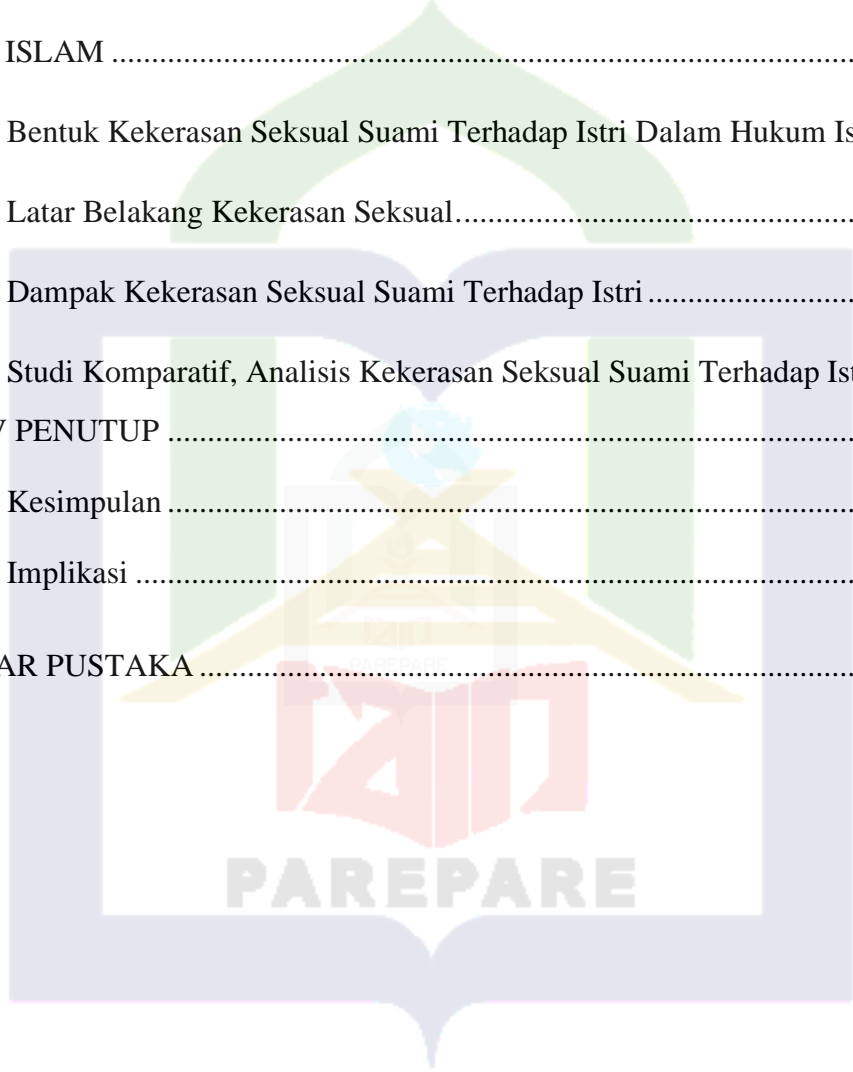 ISLAM ....................................................................................................
Bentuk Kekerasan Seksual Suami Terhadap Istri Dalam Hukum Is
Latar Belakang Kekerasan Seksual..................................................
Dampak Kekerasan Seksual Suami Terhadap Istri ..........................
Studi Komparatif, Analisis Kekerasan Seksual Suami Terhadap Ist
PENUTUP ......................................................................................
Kesimpulan ......................................................................................
Implikasi ..........................................................................................
AR PUSTAKA ..................................................................................
PAREPARE
PAREPARE